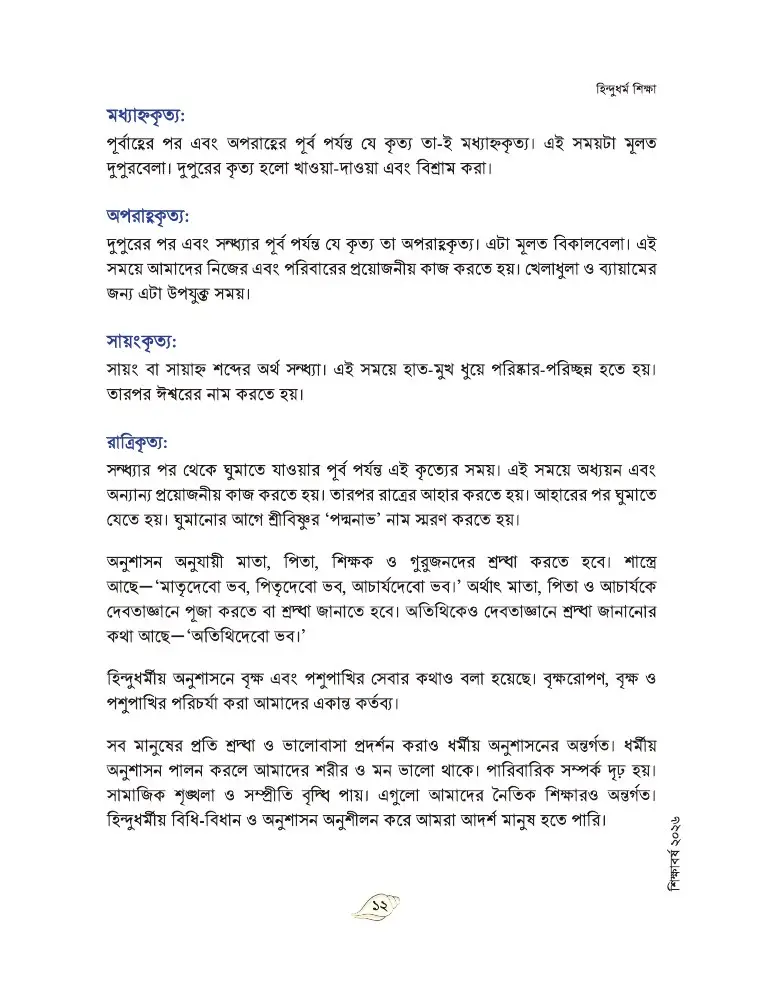 হিন্দুধর্ম শিক্ষা
মধ্যাহ্নকৃত্য:
পূর্বাহ্ণের পর এবং অপরাহ্ণের পূর্ব পর্যন্ত যে কৃত্য তা-ই মধ্যাহ্নকৃত্য। এই সময়টা মূলত
দুপুরবেলা। দুপুরের কৃত্য হলো খাওয়া-দাওয়া এবং বিশ্রাম করা।
অপরাহ্ণকৃত্য:
দুপুরের পর এবং সন্ধ্যার পূর্ব পর্যন্ত যে কৃত্য তা অপরাহ্ণকৃত্য। এটা মূলত বিকালবেলা। এই
সময়ে আমাদের নিজের এবং পরিবারের প্রয়োজনীয় কাজ করতে হয়। খেলাধুলা ও ব্যায়ামের
জন্য এটা উপযুক্ত সময়।
সায়ংকৃত্য:
সায়ং বা সায়াহ্ন শব্দের অর্থ সন্ধ্যা। এই সময়ে হাত-মুখ ধুয়ে পরিষ্কার-পরিচ্ছন্ন হতে হয়।
তারপর ঈশ্বরের নাম করতে হয়।
রাত্রিকৃত্য:
সন্ধ্যার পর থেকে ঘুমাতে যাওয়ার পূর্ব পর্যন্ত এই কৃত্যের সময়। এই সময়ে অধ্যয়ন এবং
অন্যান্য প্রয়োজনীয় কাজ করতে হয়। তারপর রাত্রের আহার করতে হয়। আহারের পর ঘুমাতে
যেতে হয়। ঘুমানোর আগে শ্রীবিষ্ণুর ‘পদ্মনাভ’ নাম স্মরণ করতে হয়।
অনুশাসন অনুযায়ী মাতা, পিতা, শিক্ষক ও গুরুজনদের শ্রদ্ধা করতে হবে। শাস্ত্রে
আছে—‘মাতৃদেবো ভব, পিতৃদেবো ভব, আচার্যদেবো ভব।’ অর্থাৎ মাতা, পিতা ও আচার্যকে
দেবতাজ্ঞানে পূজা করতে বা শ্রদ্ধা জানাতে হবে। অতিথিকেও দেবতাজ্ঞানে শ্রদ্ধা জানানোর
কথা আছে—‘অতিথিদেবো ভব।’
হিন্দুধর্মীয় অনুশাসনে বৃক্ষ এবং পশুপাখির সেবার কথাও বলা হয়েছে। বৃক্ষরোপণ, বৃক্ষ ও
পশুপাখির পরিচর্যা করা আমাদের একান্ত কর্তব্য।
সব মানুষের প্রতি শ্রদ্ধা ও ভালোবাসা প্রদর্শন করাও ধর্মীয় অনুশাসনের অন্তর্গত। ধর্মীয়
অনুশাসন পালন করলে আমাদের শরীর ও মন ভালো থাকে। পারিবারিক সম্পর্ক দৃঢ় হয়।
সামাজিক শৃঙ্খলা ও সম্প্রীতি বৃদ্ধি পায়। এগুলো আমাদের নৈতিক শিক্ষারও অন্তর্গত।
হিন্দুধর্মীয় বিধি-বিধান ও অনুশাসন অনুশীলন করে আমরা আদর্শ মানুষ হতে পারি।
শিক্ষাবর্ষ ২০২৬
১২